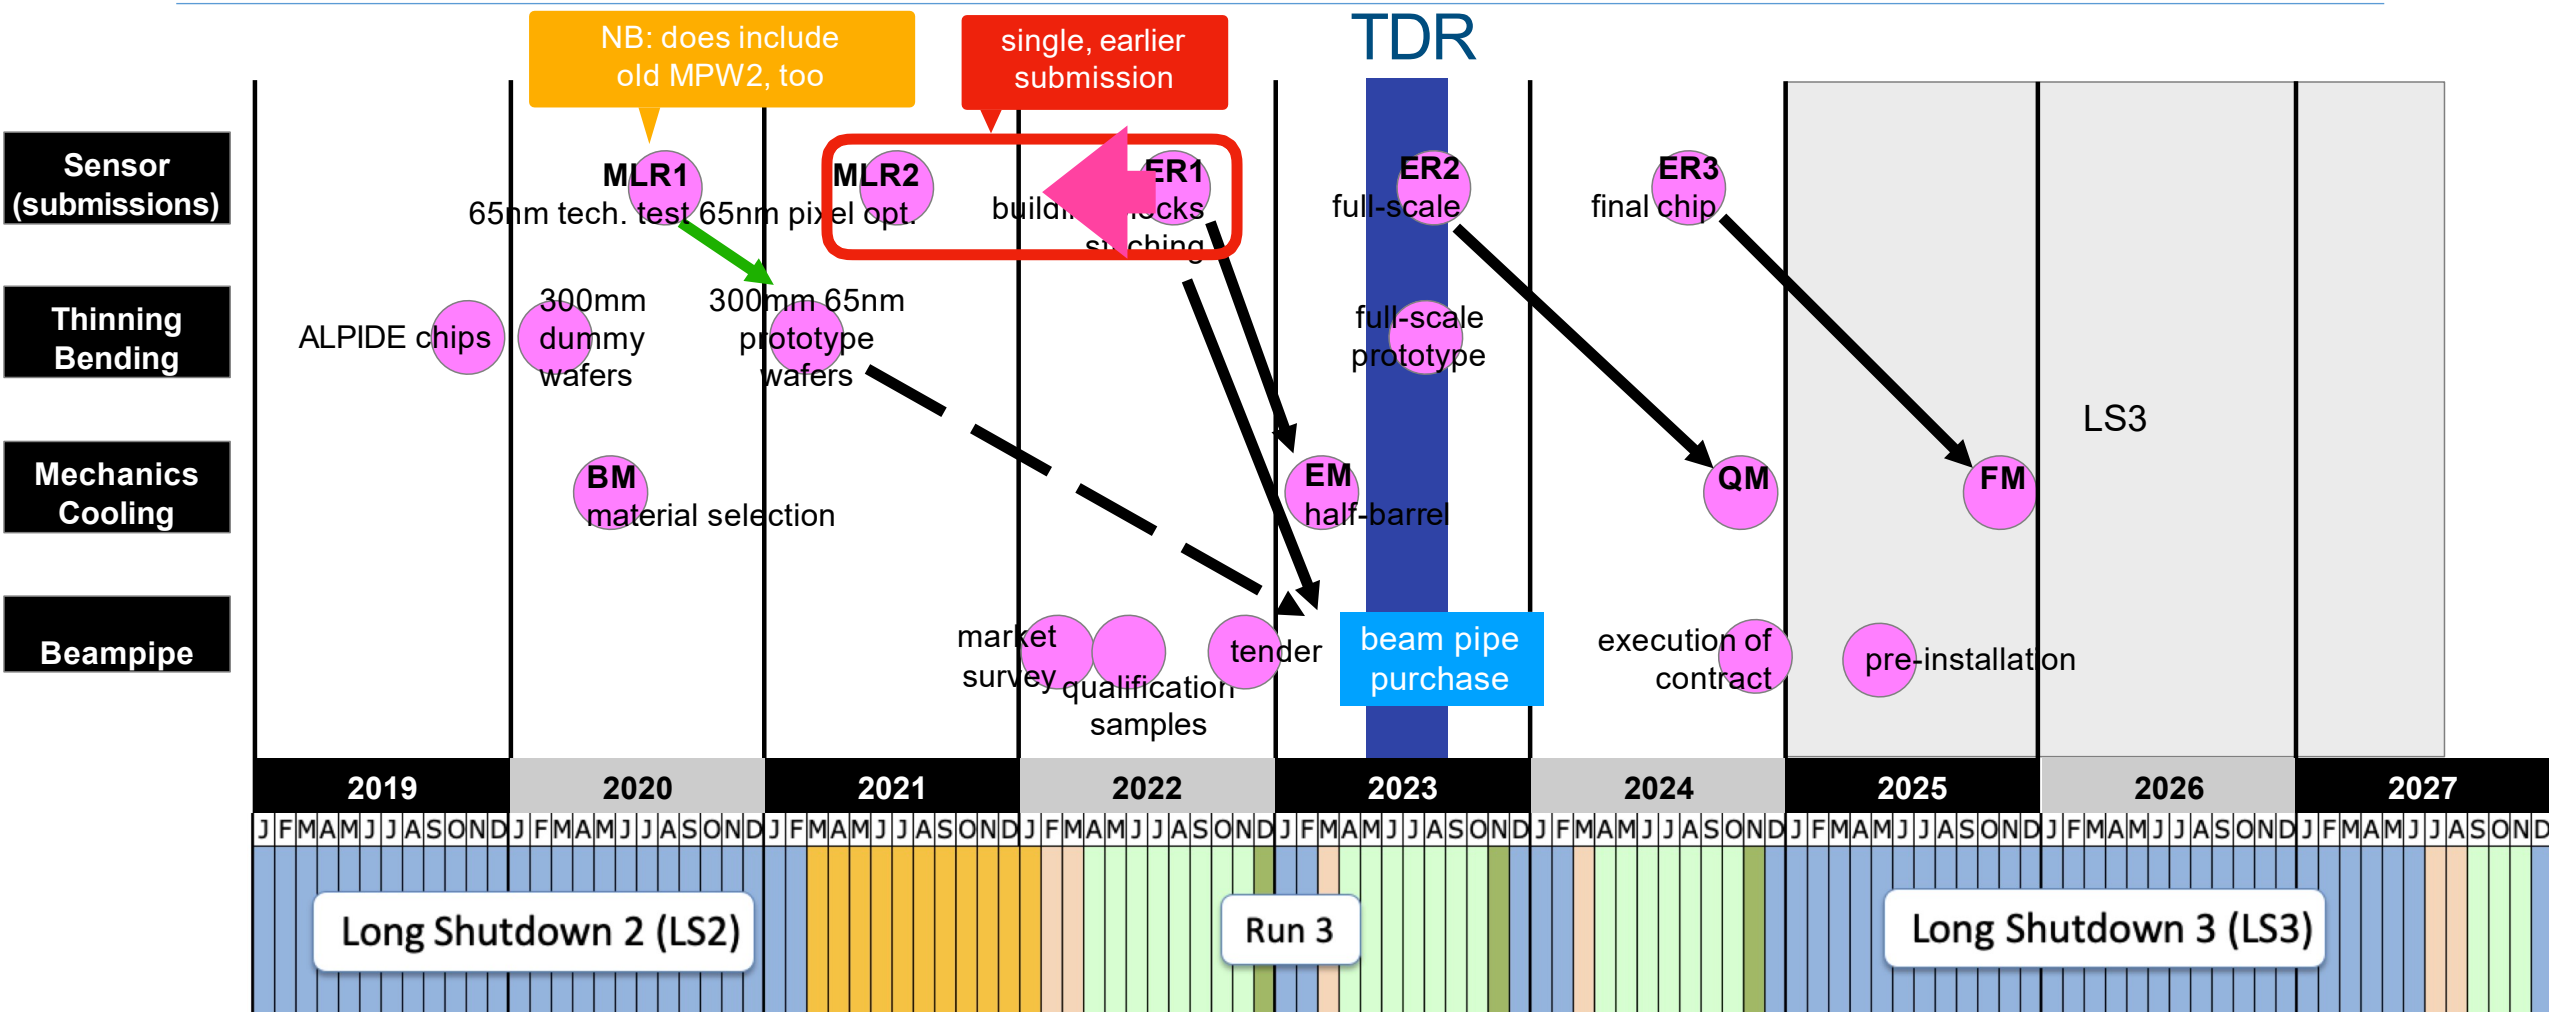 NB: does include
old MPW2, too
single, earlier
submission
TDR
Sensor
(submissions)
MLR1
65nm tech. test
MLR2
65nm pixel opt.
ER1
ER2
full-scale
ER3
final chip
Thinning
Bending
ALPIDE chips
300mm
dummy
wafers
300mm 65nm
prototype
wafers
full-scale
prototype
LS3
Mechanics
Cooling
BM
material selection
EM
half-barrel
QM
FM
Beampipe
market
survey
qualification
samples
tender
beam pipe
purchase
execution of
contract
pre-installation
2019 2020 2021 2022 2023 2024 2025 2026 2027
J F M A M J J A S O N D J F M A M J J A S O N D J F M A M J J A S O N D J F M A M J J A S O N D J F M A M J J A S O N D J F M A M J J A S O N D J F M A M J J A S O N D J F M A M J J A S O N D J F M A M J J A S O N D
Long Shutdown 2 (LS2)
Run 3
Long Shutdown 3 (LS3)